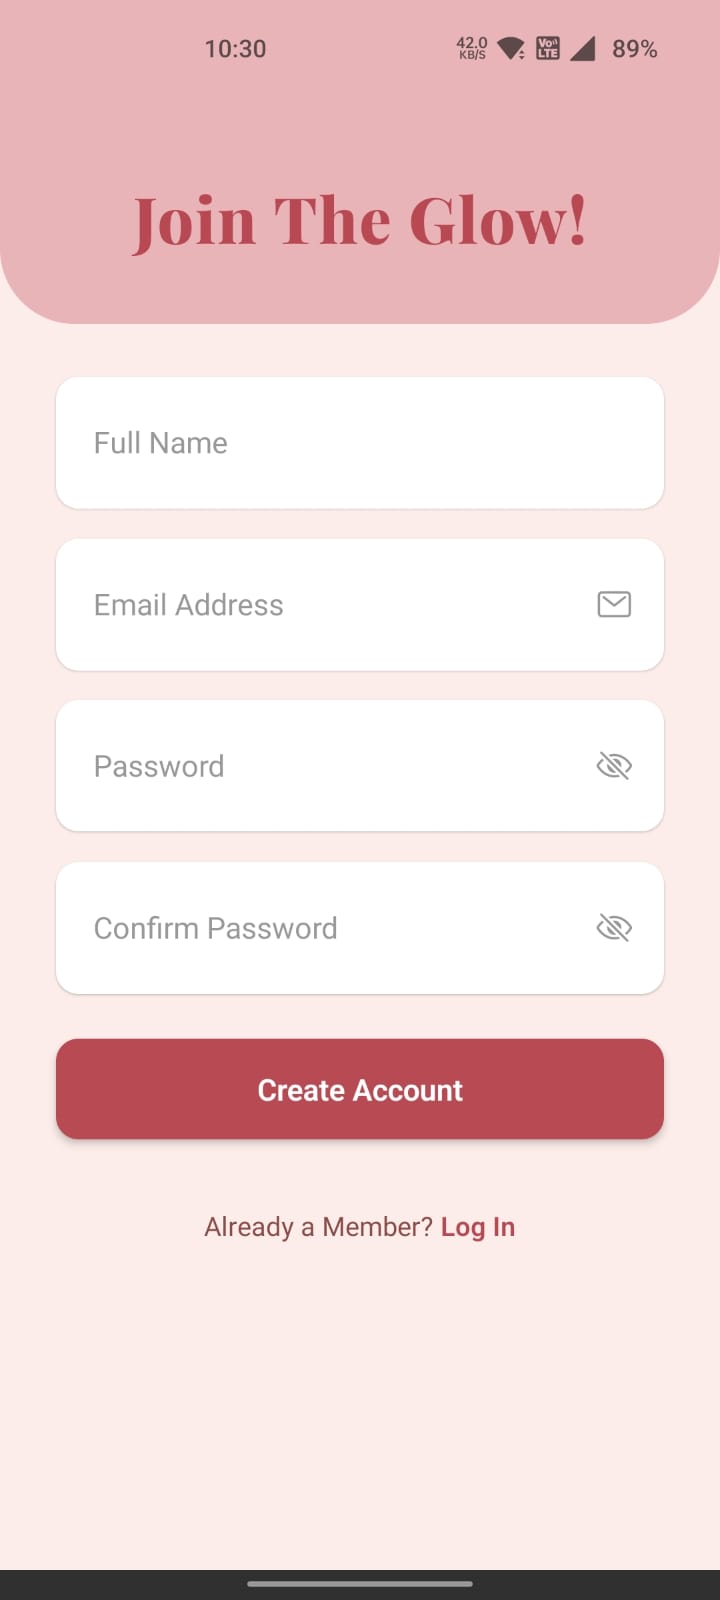 10:30 42.0 KB/S Vo LTE 89%
Join The Glow!
Full Name
Email Address
Password
Confirm Password
Create Account
Already a Member? Log In